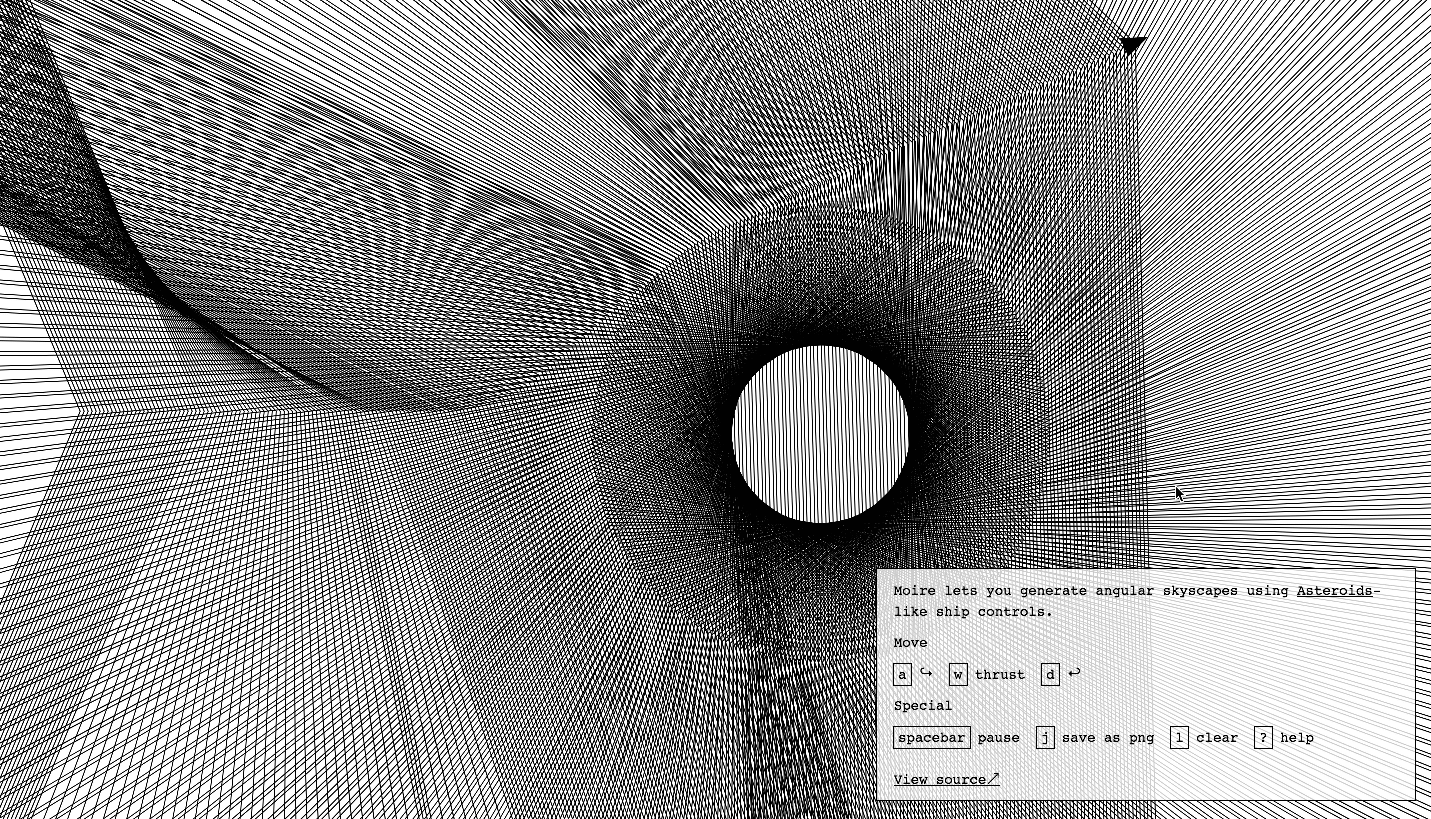 Moire lets you generate angular skyscapes using Asteroids-
like ship controls.
Move
a ↪ w thrust d ↩
Special
spacebar pause j save as png l clear ? help
View source↗